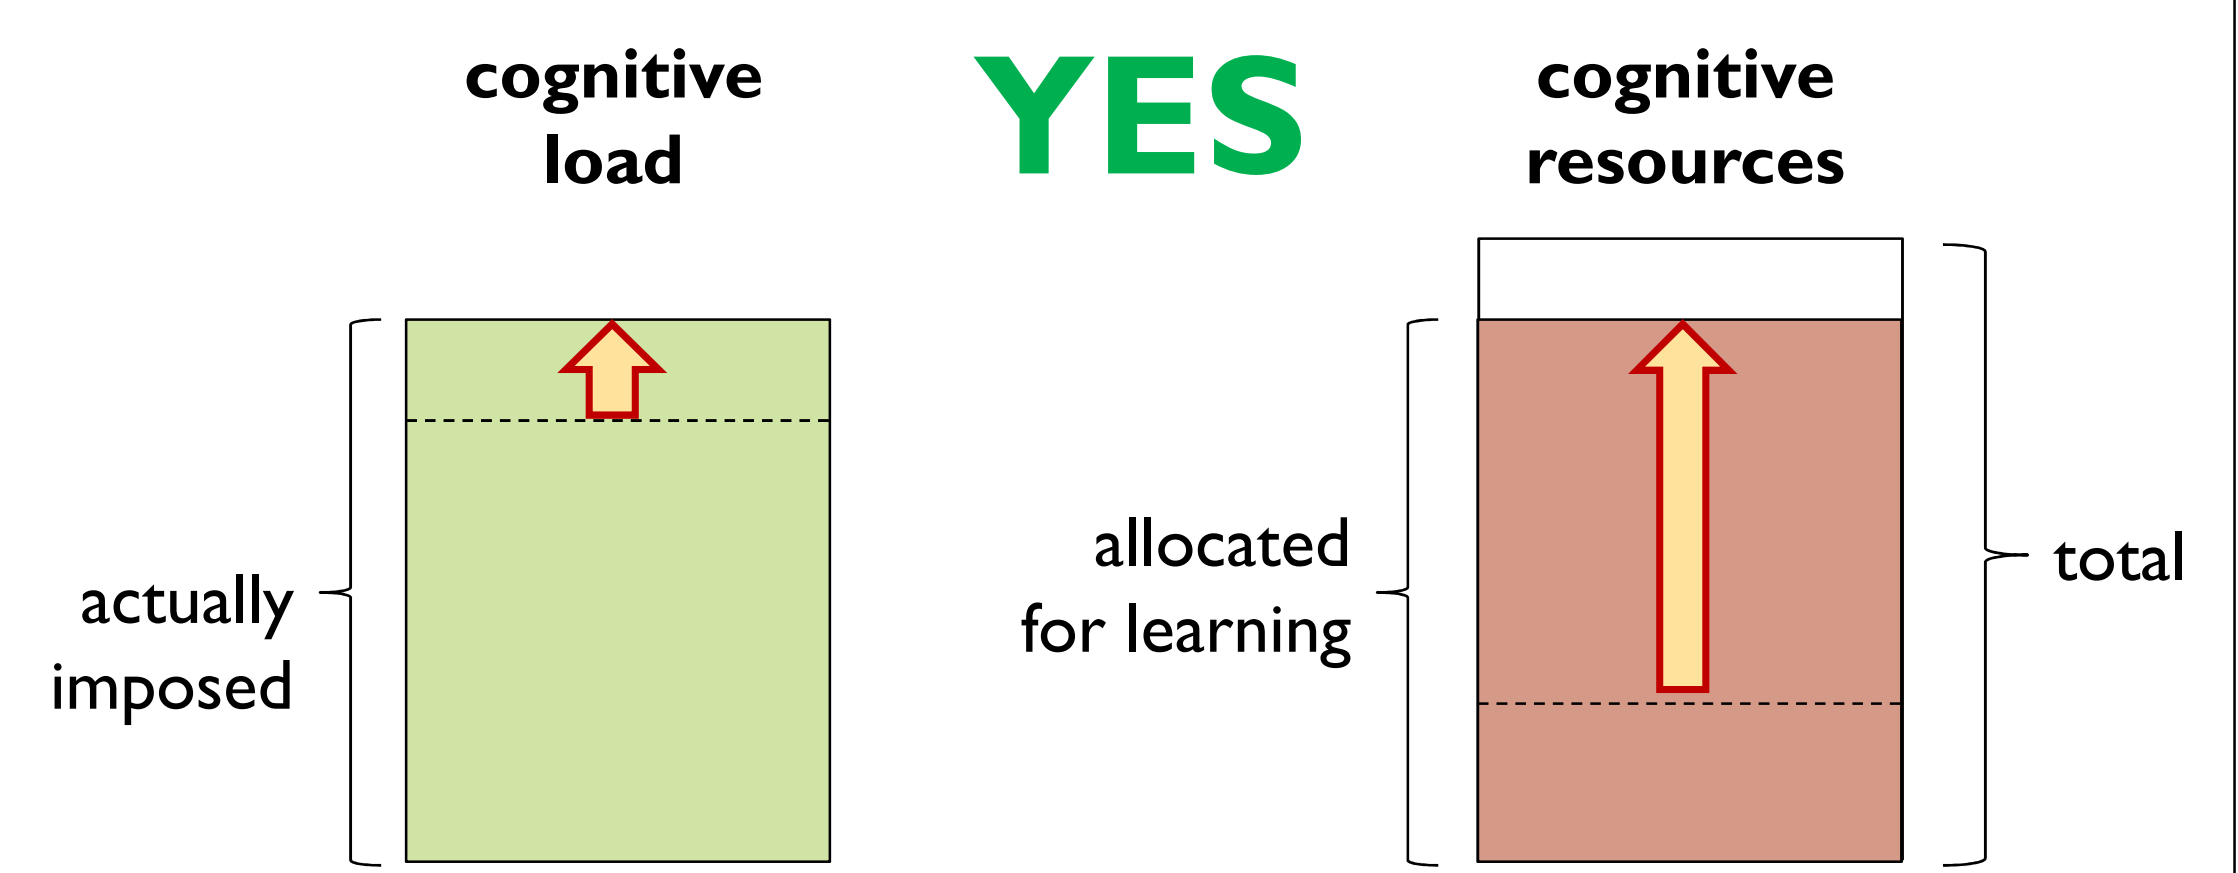 cognitive
load
YES
cognitive
resources
actually
imposed
allocated
for learning
total